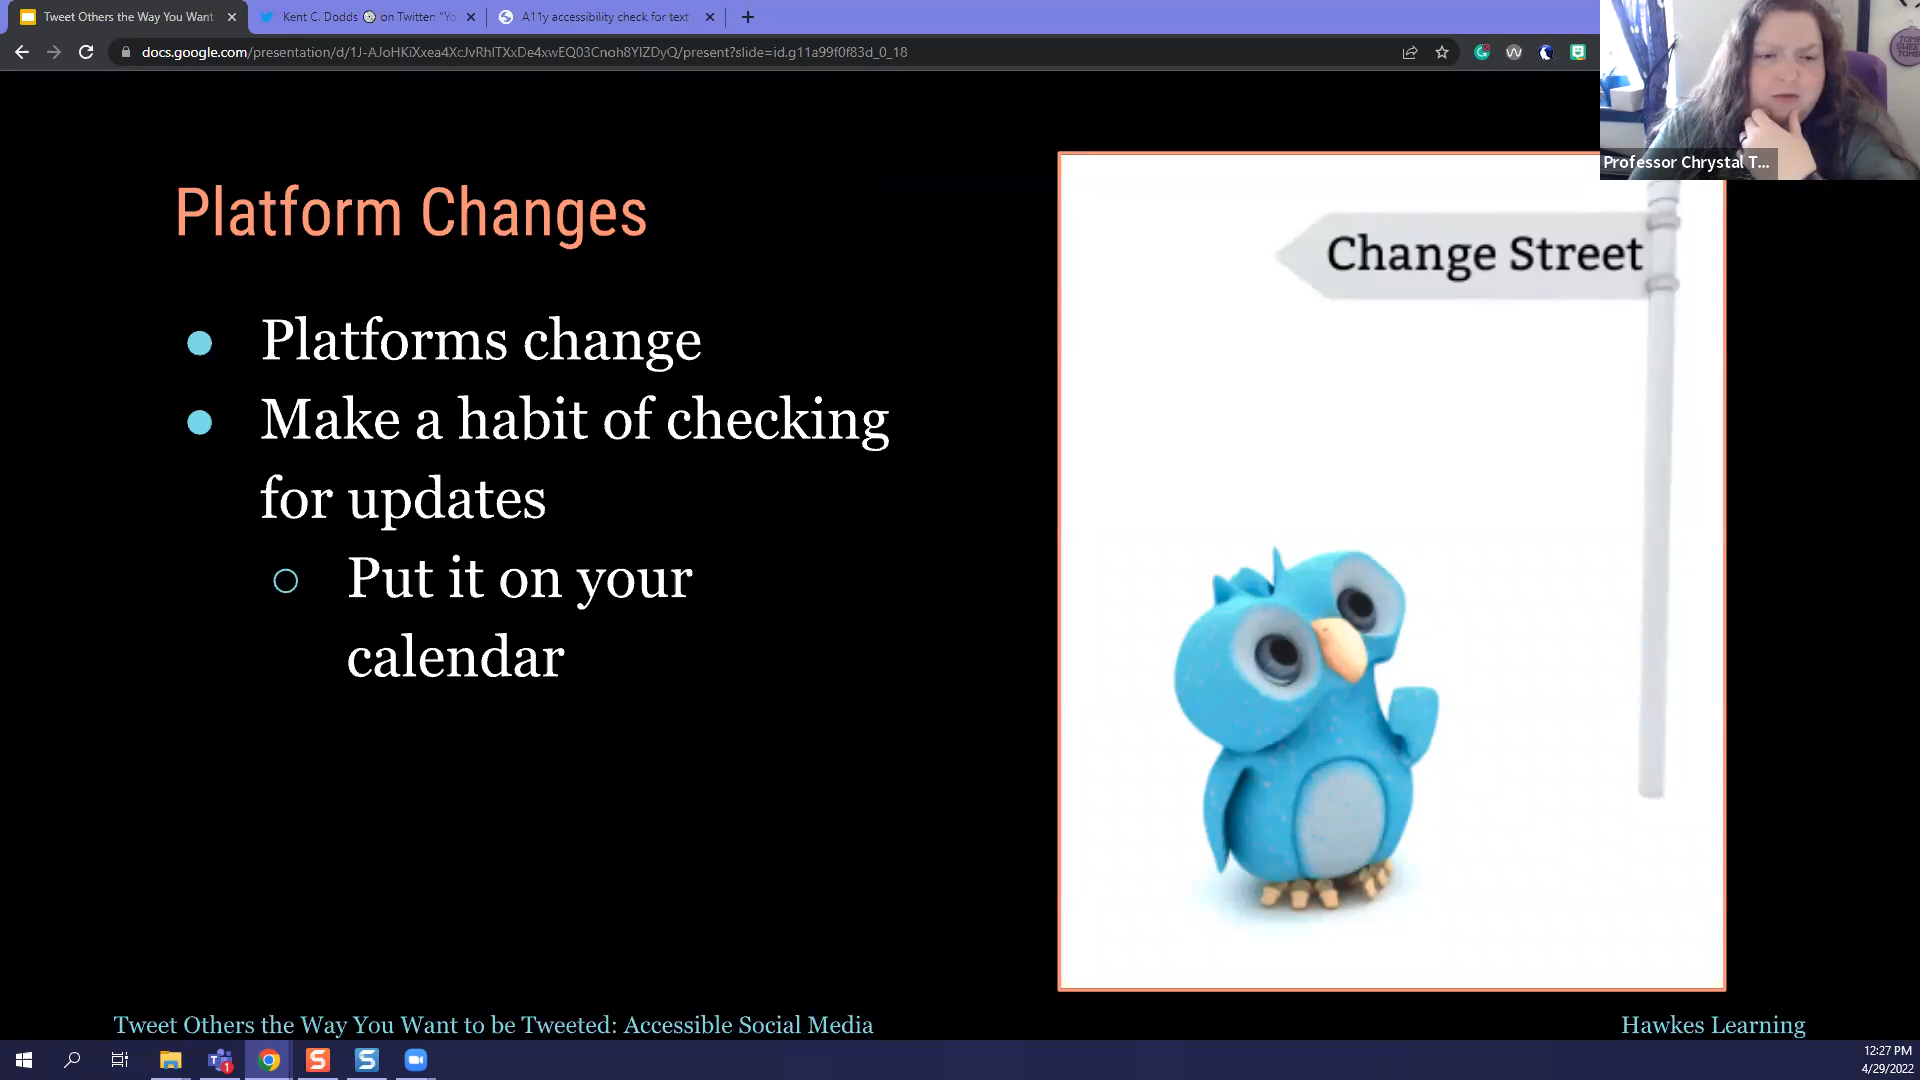 Tweet Others the Way You Want
Kent C. Dodds on Twitter: "Yo
A11y accessibility check for text
docs.google.com/presentation/d/1J-AJoHKiXxea4XcJvRhlTXxDe4xwEQ03Cnoh8YlZDyQ/present?slide=id.g11a99f0f83d_0_18
Professor Chrystal T...
Platform Changes
Platforms change
Make a habit of checking
for updates
Put it on your
calendar
Change Street
Tweet Others the Way You Want to be Tweeted: Accessible Social Media
Hawkes Learning
12:27 PM
4/29/2022